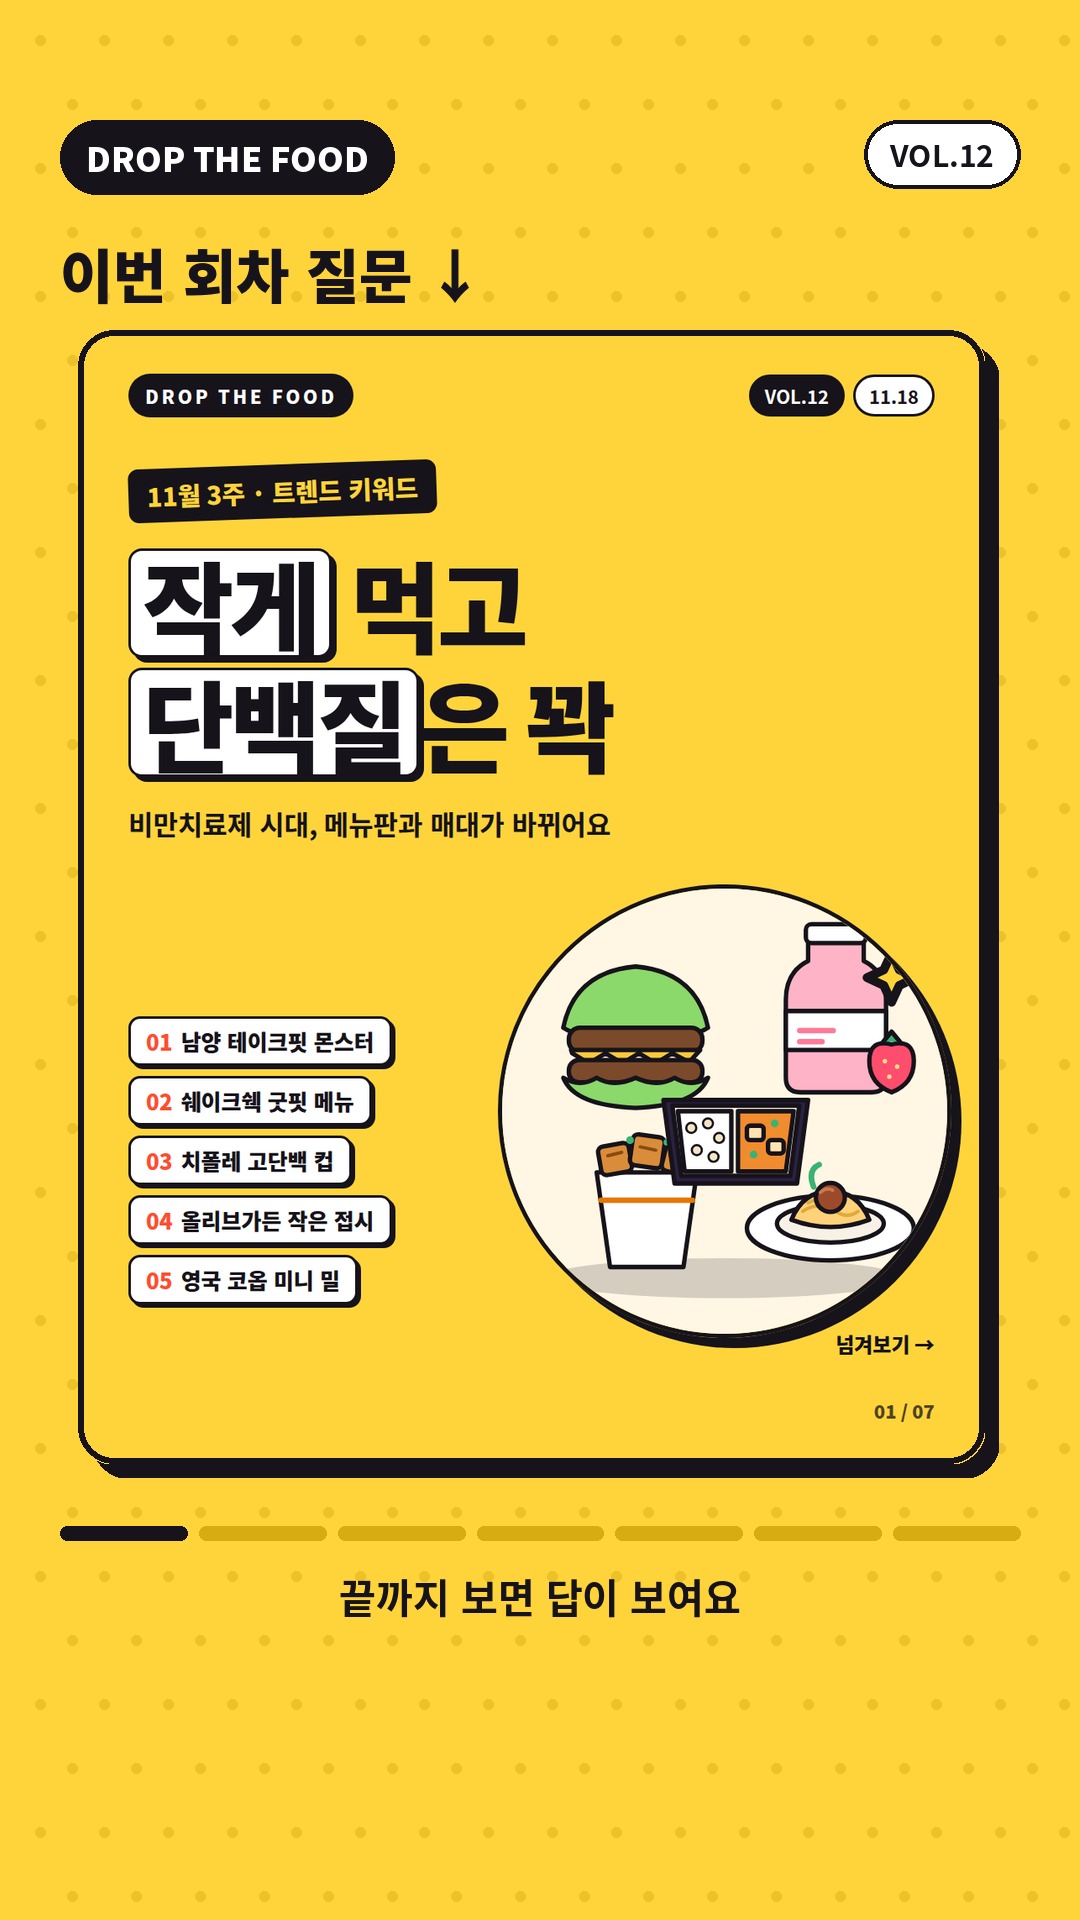 DROP THE FOOD
VOL.12
이번 회차 질문 ↓
DROP THE FOOD
VOL.12
11.18
11월 3주 · 트렌드 키워드
작게 먹고
단백질은 꽉
비만치료제 시대, 메뉴판과 매대가 바뀌어요
01 남양 테이크핏 몬스터
02 쉐이크쉑 굿핏 메뉴
03 치폴레 고단백 컵
04 올리브가든 작은 접시
05 영국 코옵 미니 밀
넘겨보기 →
01 / 07
끝까지 보면 답이 보여요